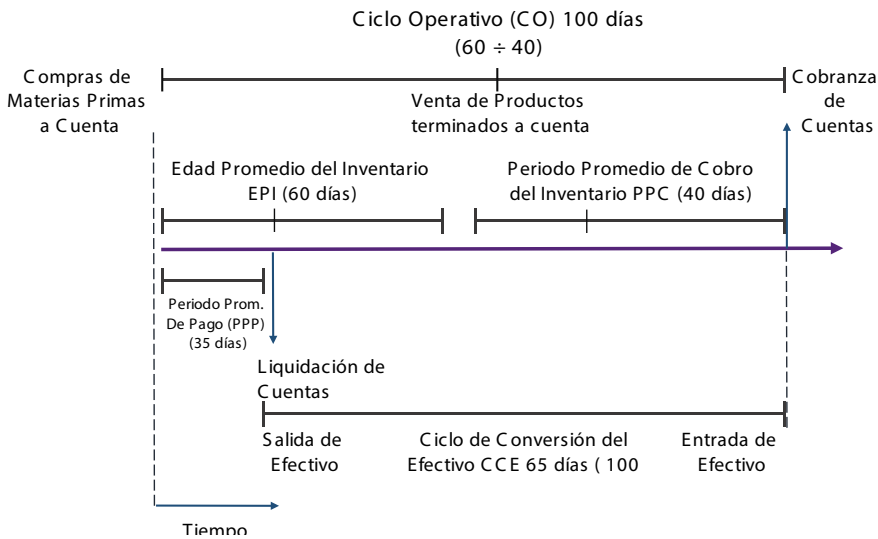 Ciclo Operativo (CO) 100 días
(60 ÷ 40)
Compras de
Materias Primas
a Cuenta
Venta de Productos
terminados a cuenta
Cobranza
de
Cuentas
Edad Promedio del Inventario
EPI (60 días)
Periodo Promedio de Cobro
del Inventario PPC (40 días)
Periodo Prom.
De Pago (PPP)
(35 días)
Liquidación de
Cuentas
Salida de
Efectivo
Ciclo de Conversión del
Efectivo CCE 65 días ( 100
Entrada de
Efectivo
Tiempo